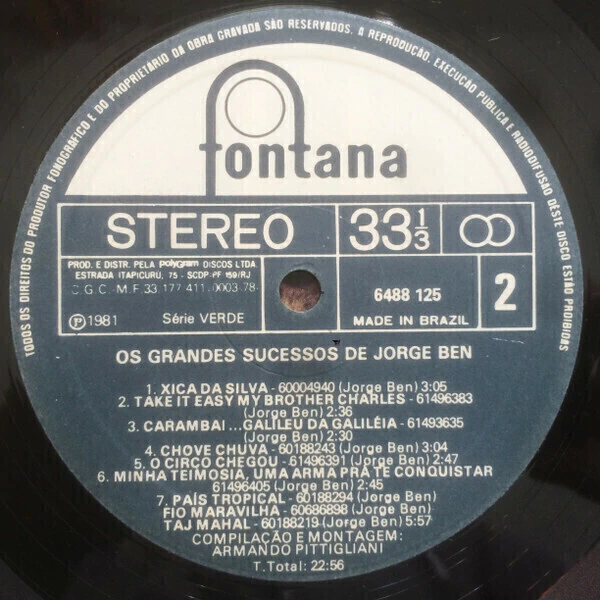 TODOS OS DIREITOS DO PRODUTOR FONOGRÁFICO E DO PROPRIETÁRIO DA OBRA GRAVADA SÃO RESERVADOS. A REPRODUÇÃO, EXECUÇÃO PÚBLICA E RADIODIFUSÃO DESTE DISCO ESTÃO PROIBIDAS
fontana
STEREO 33 1/3
PROD. E DISTR. PELA polygram DISCOS LTDA.
ESTRADA ITAPICURÚ, 75 - SCDP-PF 159/RJ
C.G.C.-M.F 33.177.411.0003-78
6488 125 2
℗1981 Série VERDE MADE IN BRAZIL
OS GRANDES SUCESSOS DE JORGE BEN
1. XICA DA SILVA - 60004940 (Jorge Ben) 3:05
2. TAKE IT EASY MY BROTHER CHARLES - 61496383
(Jorge Ben) 2:36
3. CARAMBA!...GALILEU DA GALILÉIA - 61493635
(Jorge Ben) 2:30
4. CHOVE CHUVA - 60188243 (Jorge Ben) 3:04
5. O CIRCO CHEGOU - 61496391 (Jorge Ben) 2:47
6. MINHA TEIMOSIA, UMA ARMA PRÁ TE CONQUISTAR
61496405 (Jorge Ben) 2:45
7. PAÍS TROPICAL - 60188294 (Jorge Ben)
FIO MARAVILHA - 60686898 (Jorge Ben)
TAJ MAHAL - 60188219 (Jorge Ben) 5:57
COMPILAÇÃO E MONTAGEM:
ARMANDO PITTIGLIANI
T.Total: 22:56